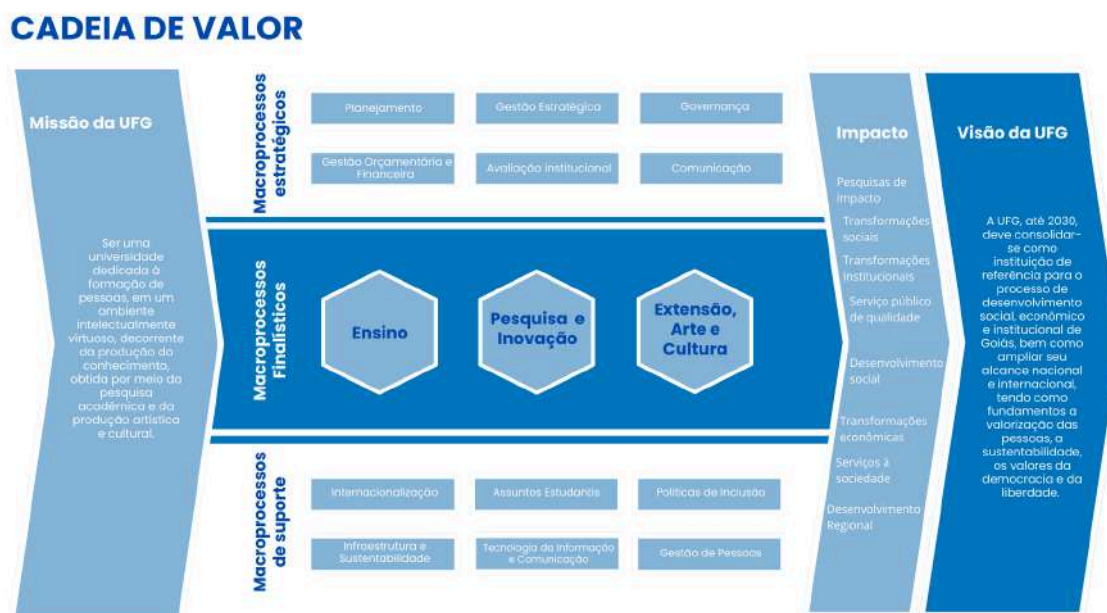 CADEIA DE VALOR
Missão da UFG
Ser uma
universidade
dedicada à
formação de
pessoas, em um
ambiente
intelectualmente
virtuoso, decorrente
da produção do
conhecimento,
obtida por meio da
pesquisa
acadêmica e da
produção artística
e cultural.
Macroprocessos
estratégicos
Planejamento
Gestão Estratégica
Governança
Gestão Orçamentária e
Financeira
Avaliação Institucional
Comunicação
Macroprocessos
Finalísticos
Ensino
Pesquisa e
Inovação
Extensão,
Arte e
Cultura
Macroprocessos
de suporte
Internacionalização
Assuntos Estudantis
Políticas de Inclusão
Infraestrutura e
Sustentabilidade
Tecnologia da Informação
e Comunicação
Gestão de Pessoas
Impacto
Pesquisas de
impacto
Transformações
sociais
Transformações
institucionais
Serviço público
de qualidade
Desenvolvimento
social
Transformações
econômicas
Serviços à
sociedade
Desenvolvimento
Regional
Visão da UFG
A UFG, até 2030,
deve consolidar-
se como
instituição de
referência para o
processo de
desenvolvimento
social, econômico
e institucional de
Goiás, bem como
ampliar seu
alcance nacional
e internacional,
tendo como
fundamentos a
valorização das
pessoas, a
sustentabilidade,
os valores da
democracia e da
liberdade.